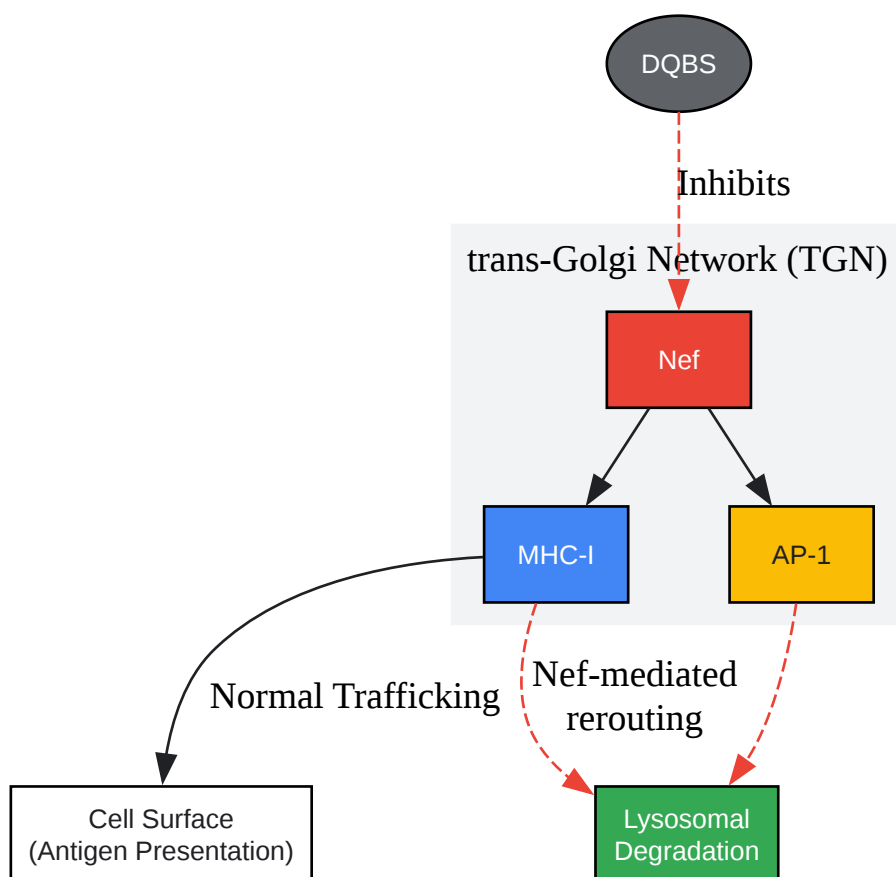 DQBS
Inhibits
trans-Golgi Network (TGN)
Nef
MHC-I
AP-1
Normal Trafficking
Nef-mediated
rerouting
Cell Surface
(Antigen Presentation)
Lysosomal
Degradation